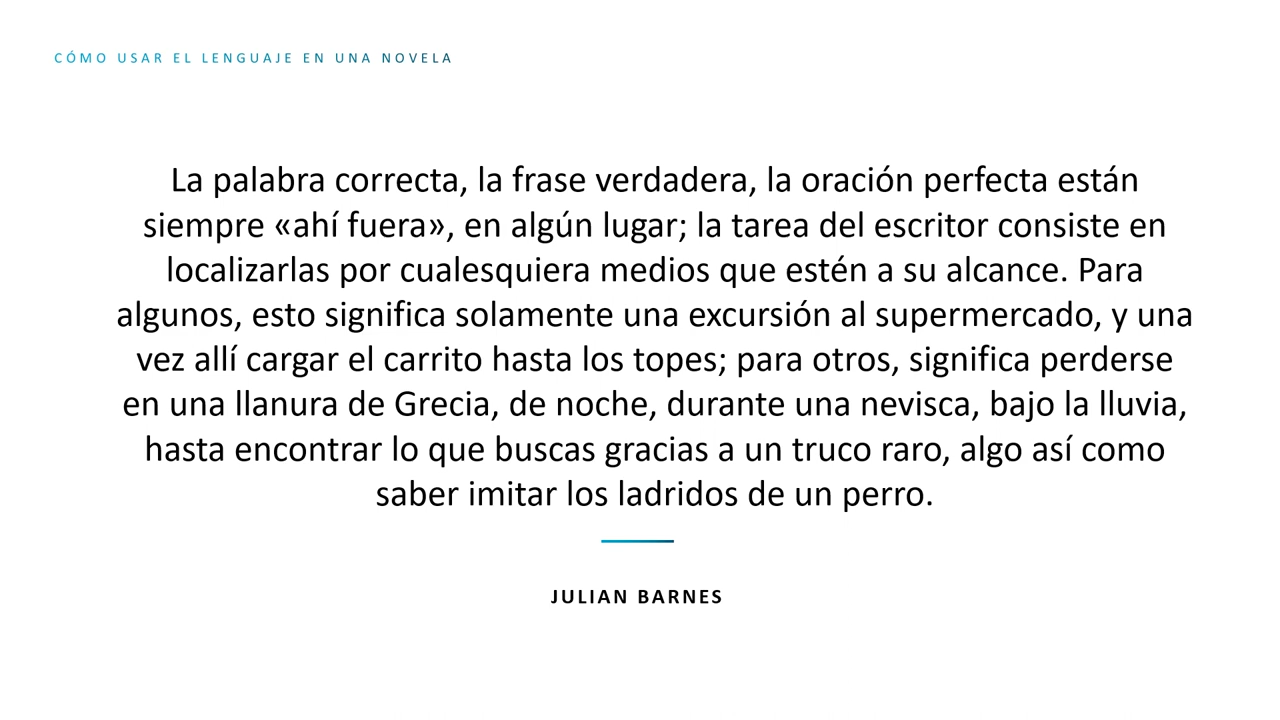 CÓMO USAR EL LENGUAJE EN UNA NOVELA
La palabra correcta, la frase verdadera, la oración perfecta están
siempre «ahí fuera», en algún lugar; la tarea del escritor consiste en
localizarlas por cualesquiera medios que estén a su alcance. Para
algunos, esto significa solamente una excursión al supermercado, y una
vez allí cargar el carrito hasta los topes; para otros, significa perderse
en una llanura de Grecia, de noche, durante una nevisca, bajo la lluvia,
hasta encontrar lo que buscas gracias a un truco raro, algo así como
saber imitar los ladridos de un perro.
JULIAN BARNES